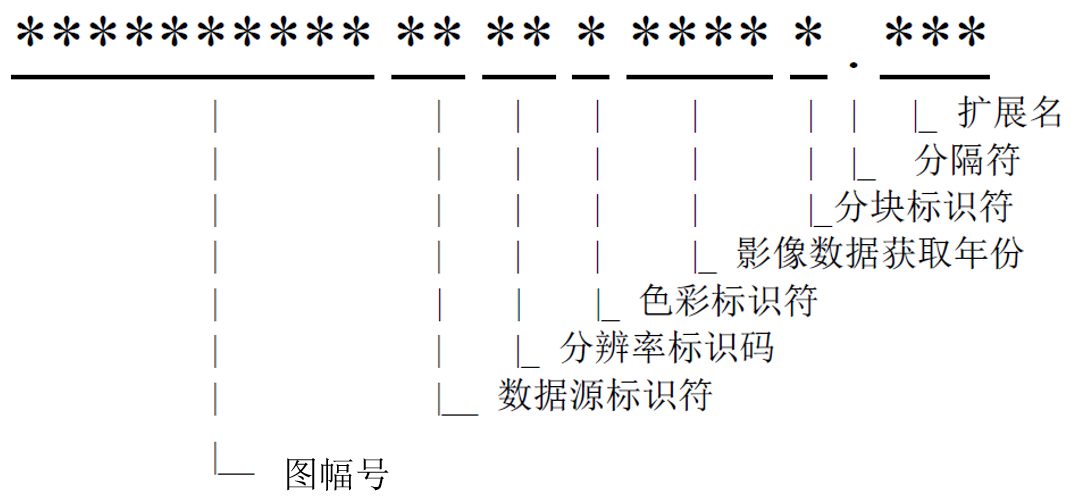 ********** ** ** * **** * . ***
扩展名
分隔符
分块标识符
影像数据获取年份
色彩标识符
分辨率标识码
数据源标识符
图幅号